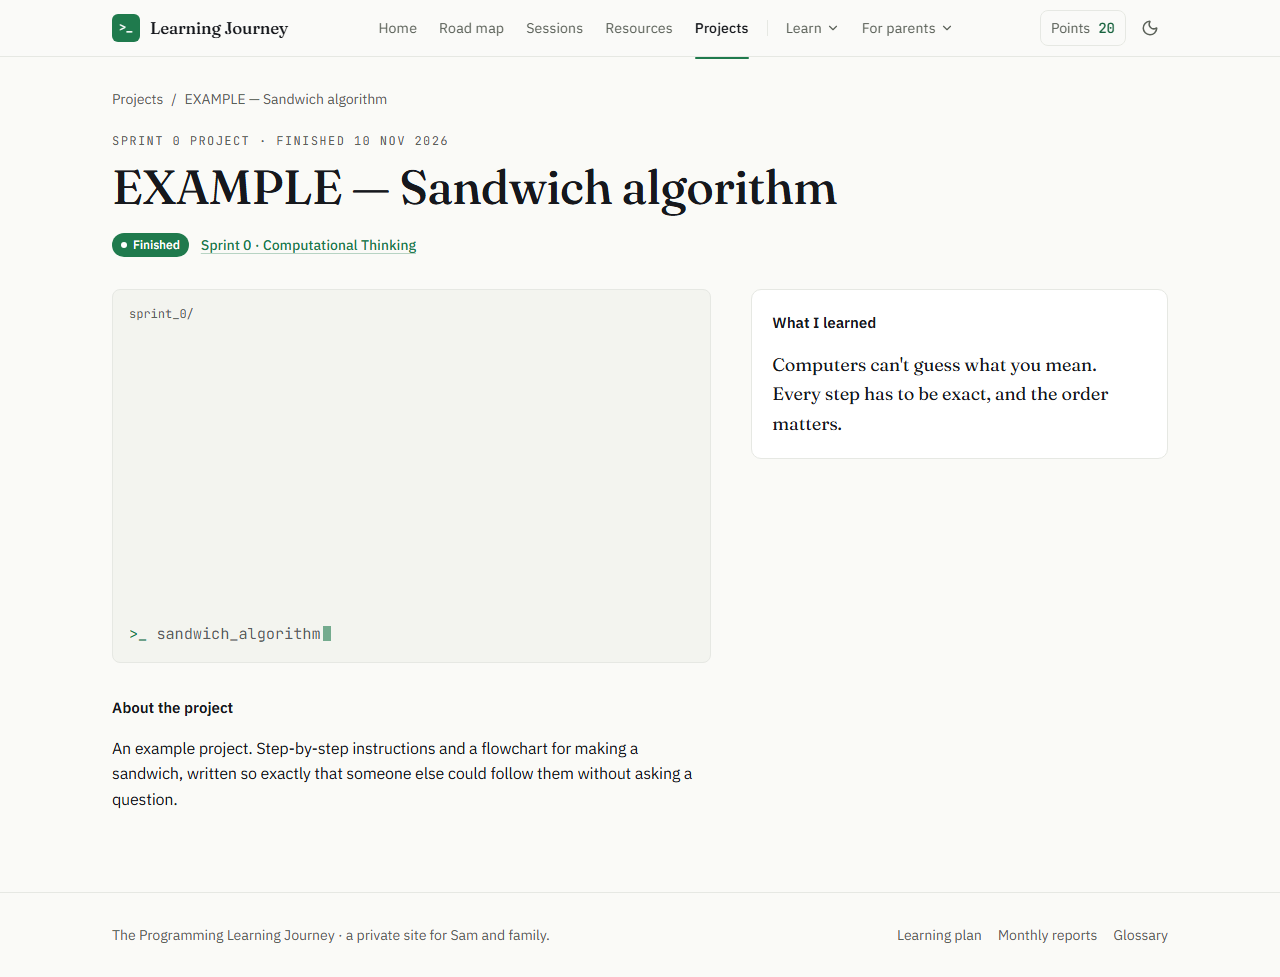 >_ Learning Journey
Home Road map Sessions Resources Projects Learn For parents Points 20
Projects / EXAMPLE — Sandwich algorithm
SPRINT 0 PROJECT · FINISHED 10 NOV 2026
EXAMPLE — Sandwich algorithm
Finished Sprint 0 · Computational Thinking
sprint_0/
>_ sandwich_algorithm
What I learned
Computers can't guess what you mean.
Every step has to be exact, and the order
matters.
About the project
An example project. Step-by-step instructions and a flowchart for making a
sandwich, written so exactly that someone else could follow them without asking a
question.
The Programming Learning Journey · a private site for Sam and family.
Learning plan Monthly reports Glossary